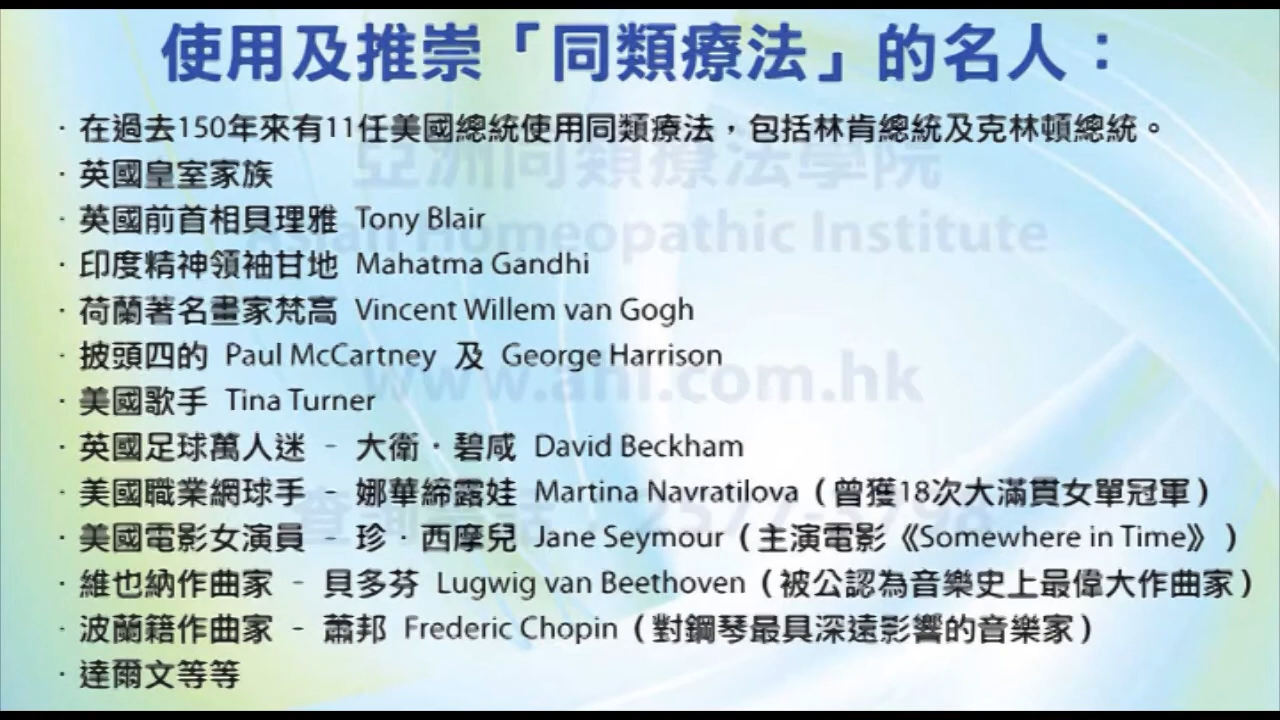 使用及推崇「同類療法」的名人：
· 在過去150年來有11任美國總統使用同類療法，包括林肯總統及克林頓總統。
亞洲同類療法學院
· 英國皇室家族
· 英國前首相貝理雅 Tony Blair
Asian Homeopathic Institute
· 印度精神領袖甘地 Mahatma Gandhi
· 荷蘭著名畫家梵高 Vincent Willem van Gogh
· 披頭四的 Paul McCartney 及 George Harrison
www.ahi.com.hk
· 美國歌手 Tina Turner
· 英國足球萬人迷 - 大衛·碧咸 David Beckham
· 美國職業網球手 - 娜華締露娃 Martina Navratilova（曾獲18次大滿貫女單冠軍）
· 美國電影女演員 - 珍·西摩兒 Jane Seymour（主演電影《Somewhere in Time》）
· 維也納作曲家 - 貝多芬 Lugwig van Beethoven（被公認為音樂史上最偉大作曲家）
· 波蘭籍作曲家 - 蕭邦 Frederic Chopin（對鋼琴最具深遠影響的音樂家）
· 達爾文等等